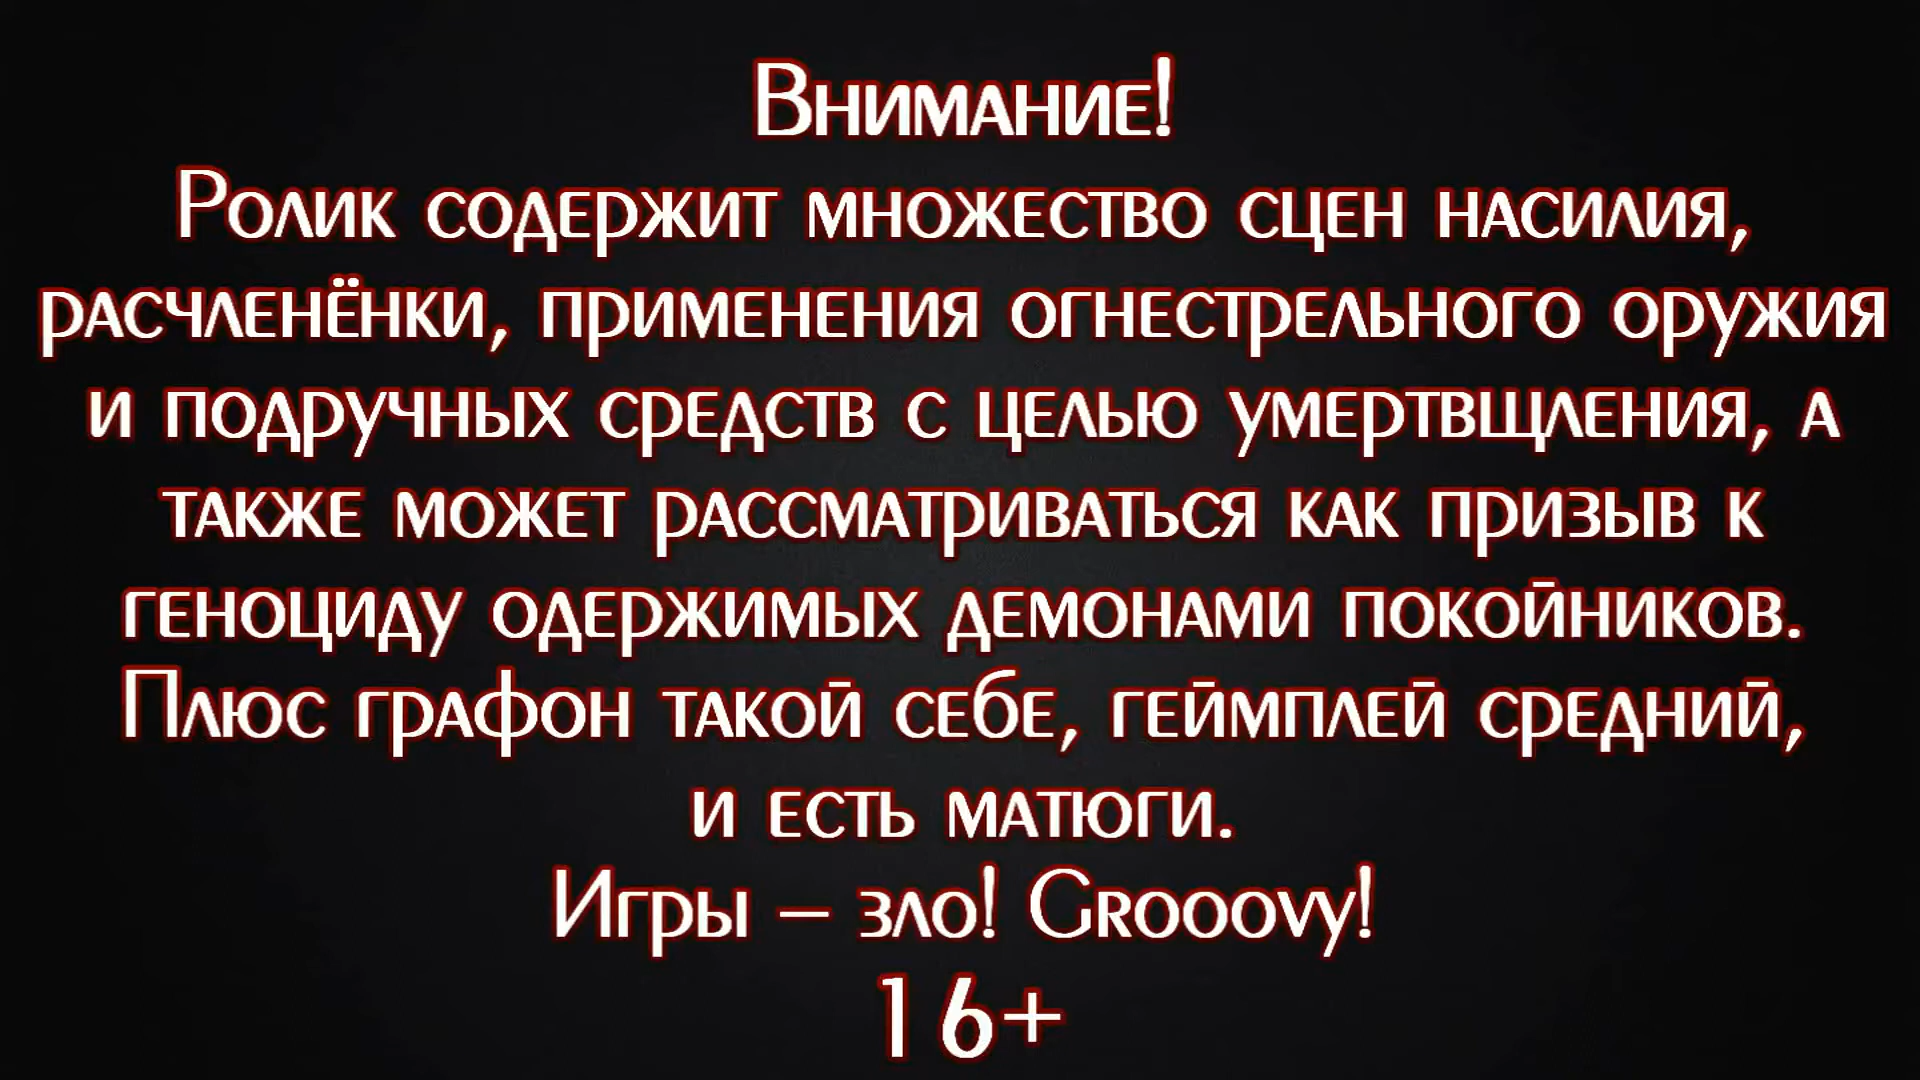 Внимание!
Ролик содержит множество сцен насилия,
расчленёнки, применения огнестрельного оружия
и подручных средств с целью умертвщления, а
также может рассматриваться как призыв к
геноциду одержимых демонами покойников.
Плюс графон такой себе, геймплей средний,
и есть матюги.
Игры – зло! Grooovy!
16+